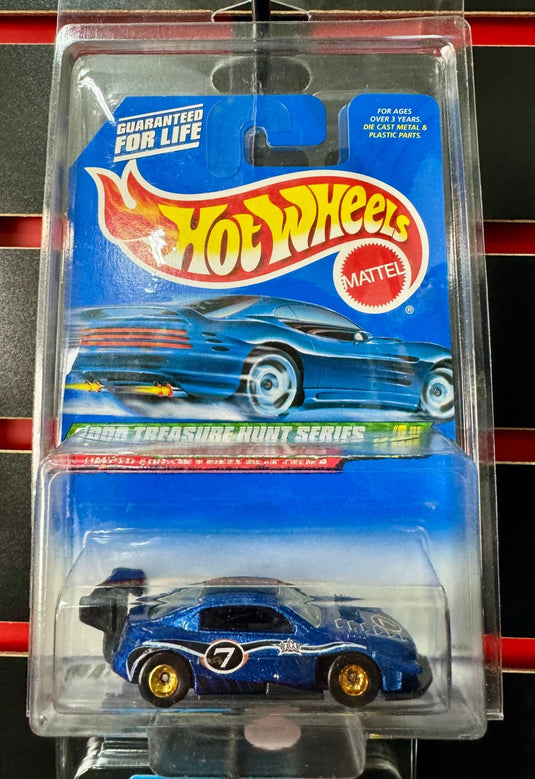 GUARANTEED
FOR LIFE
FOR AGES
OVER 3 YEARS.
DIE CAST METAL &
PLASTIC PARTS.
HOT WHEELS
MATTEL
®
TREASURE HUNT SERIES
7